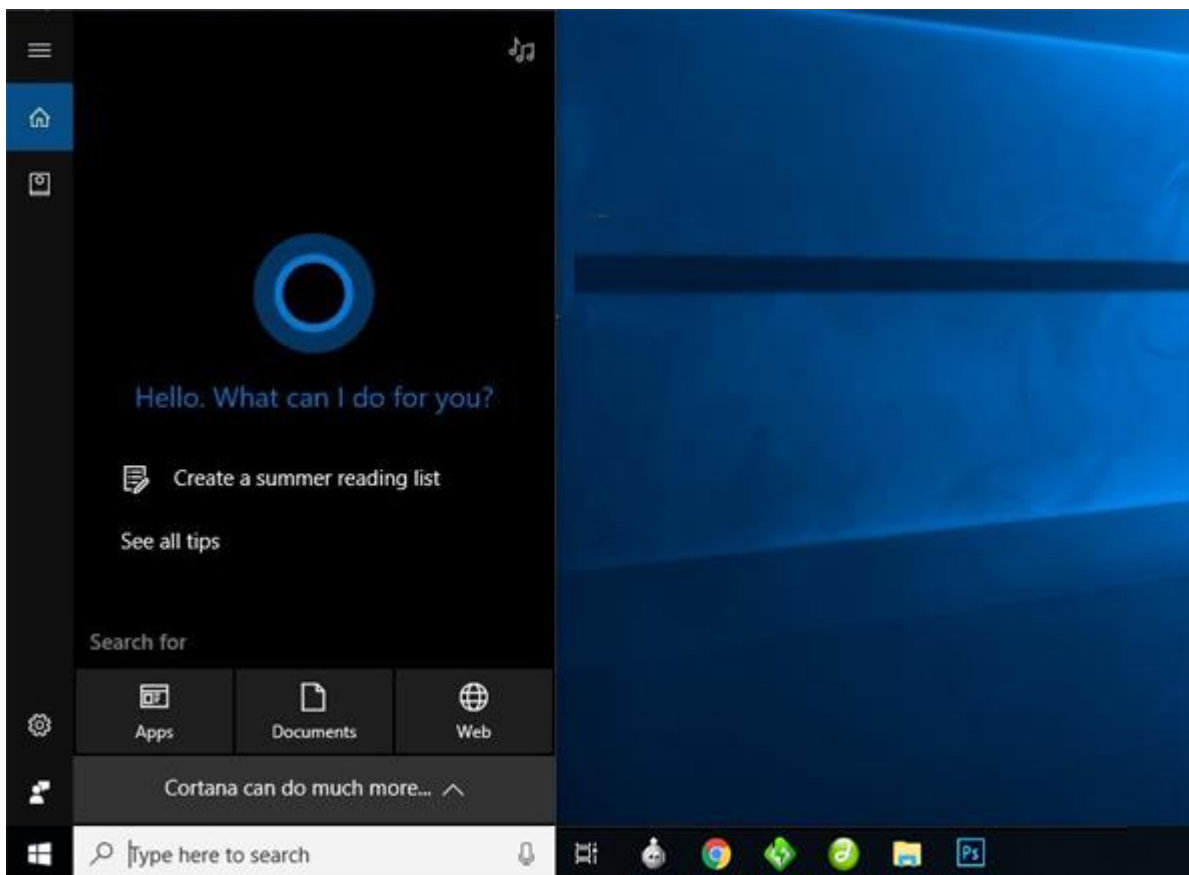 Hello. What can I do for you?
Create a summer reading list
See all tips
Search for
Apps
Documents
Web
Cortana can do much more...
Type here to search
Ps